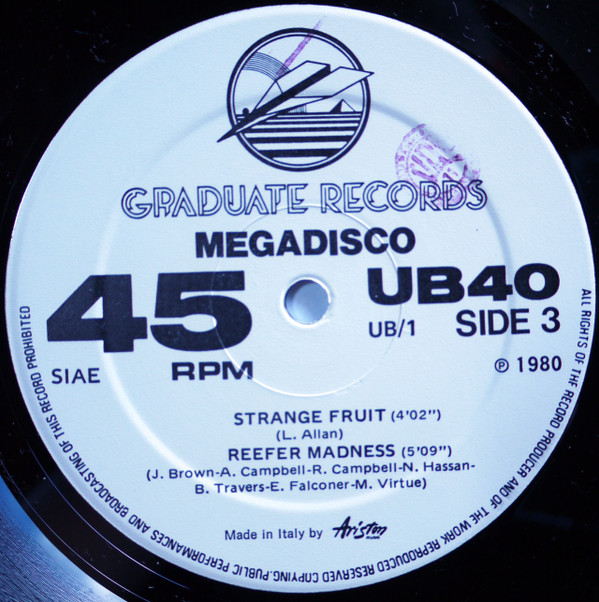 GRADUATE RECORDS
MEGADISCO
45
RPM
SIAE
UB40
UB/1 SIDE 3
℗ 1980
STRANGE FRUIT (4'02")
(L. Allan)
REEFER MADNESS (5'09")
(J. Brown-A. Campbell-R. Campbell-N. Hassan-
B. Travers-E. Falconer-M. Virtue)
Made in Italy by Ariston
ALL RIGHTS OF THE RECORD PRODUCER AND OF THE WORK REPRODUCED RESERVED COPYING.PUBLIC PERFORMANCES AND BROADCASTING OF THIS RECORD PROHIBITED